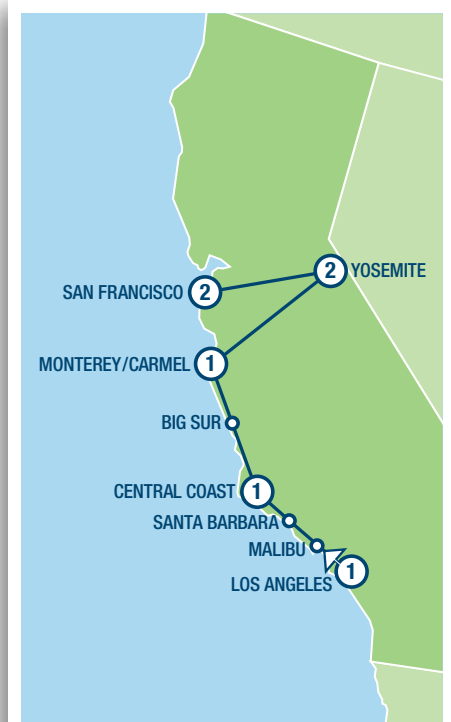 2 YOSEMITE
SAN FRANCISCO 2
MONTEREY/CARMEL 1
BIG SUR
CENTRAL COAST 1
SANTA BARBARA
MALIBU
LOS ANGELES 1